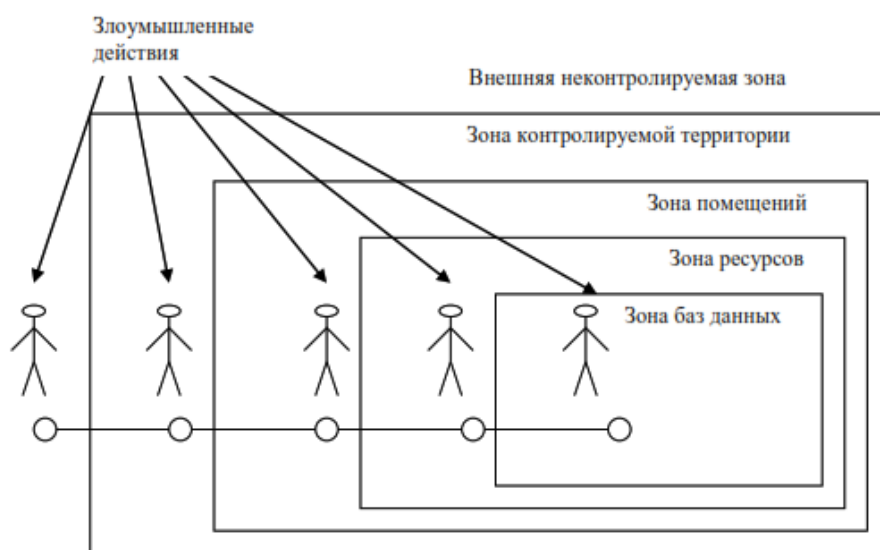 Злоумышленные
действия
Внешняя неконтролируемая зона
Зона контролируемой территории
Зона помещений
Зона ресурсов
Зона баз данных